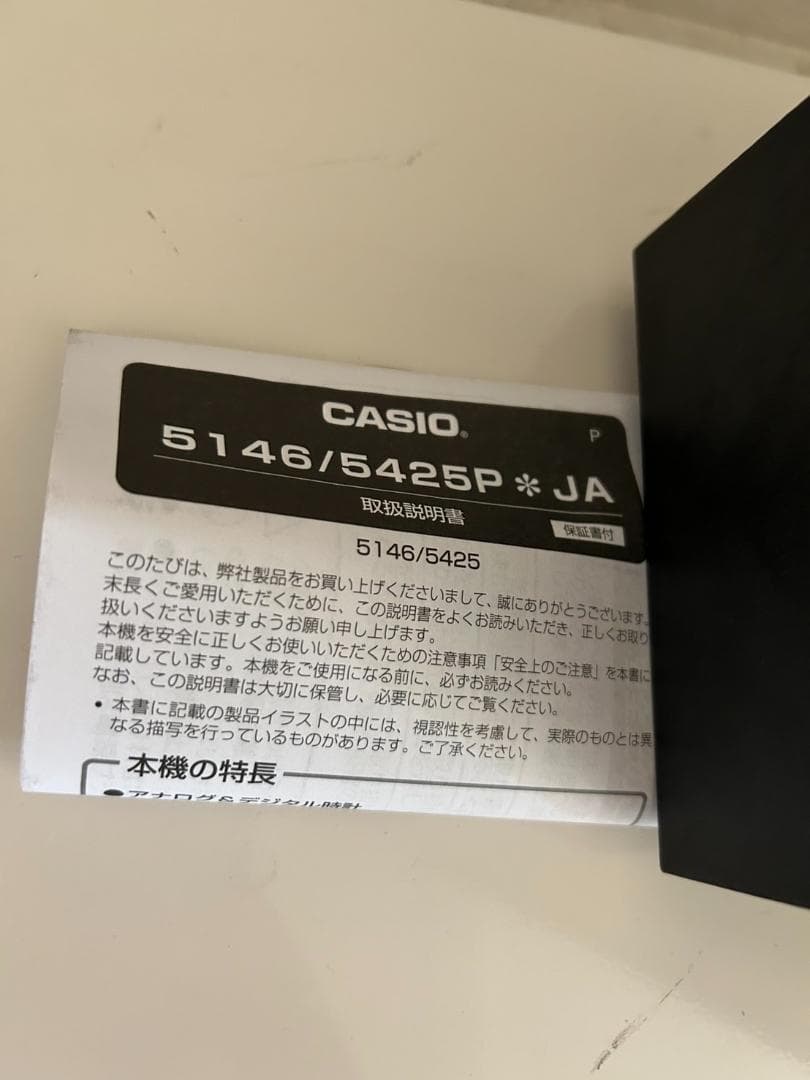 CASIO®
P
5146/5425P*JA
取扱説明書
保証書付
5146/5425
このたびは、弊社製品をお買い上げくださいまして、誠にありがとうございます。
末長くご愛用いただくために、この説明書をよくお読みいただき、正しくお取り
扱いくださいますようお願い申し上げます。
本機を安全に正しくお使いいただくための注意事項「安全上のご注意」を本書に
記載しています。本機をご使用になる前に、必ずお読みください。
なお、この説明書は大切に保管し、必要に応じてご覧ください。
• 本書に記載の製品イラストの中には、視認性を考慮して、実際のものとは異
なる描写を行っているものがあります。ご了承ください。
本機の特長
●アナログ&デジタル時計